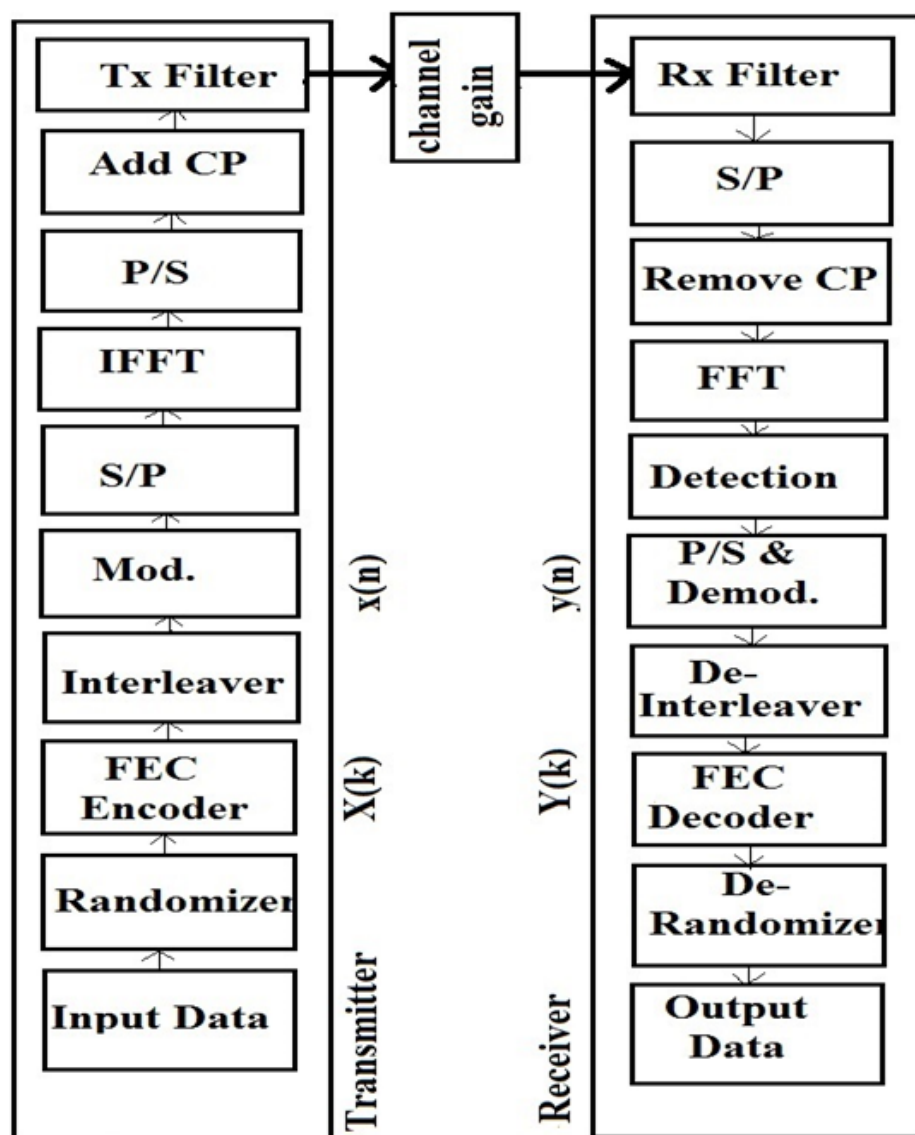 Tx Filter
Add CP
P/S
IFFT
S/P
Mod.
Interleaver
FEC
Encoder
Randomizer
Input Data
channel
gain
x(n)
X(k)
Transmitter
y(n)
Y(k)
Receiver
Rx Filter
S/P
Remove CP
FFT
Detection
P/S &
Demod.
De-
Interleaver
FEC
Decoder
De-
Randomizer
Output
Data